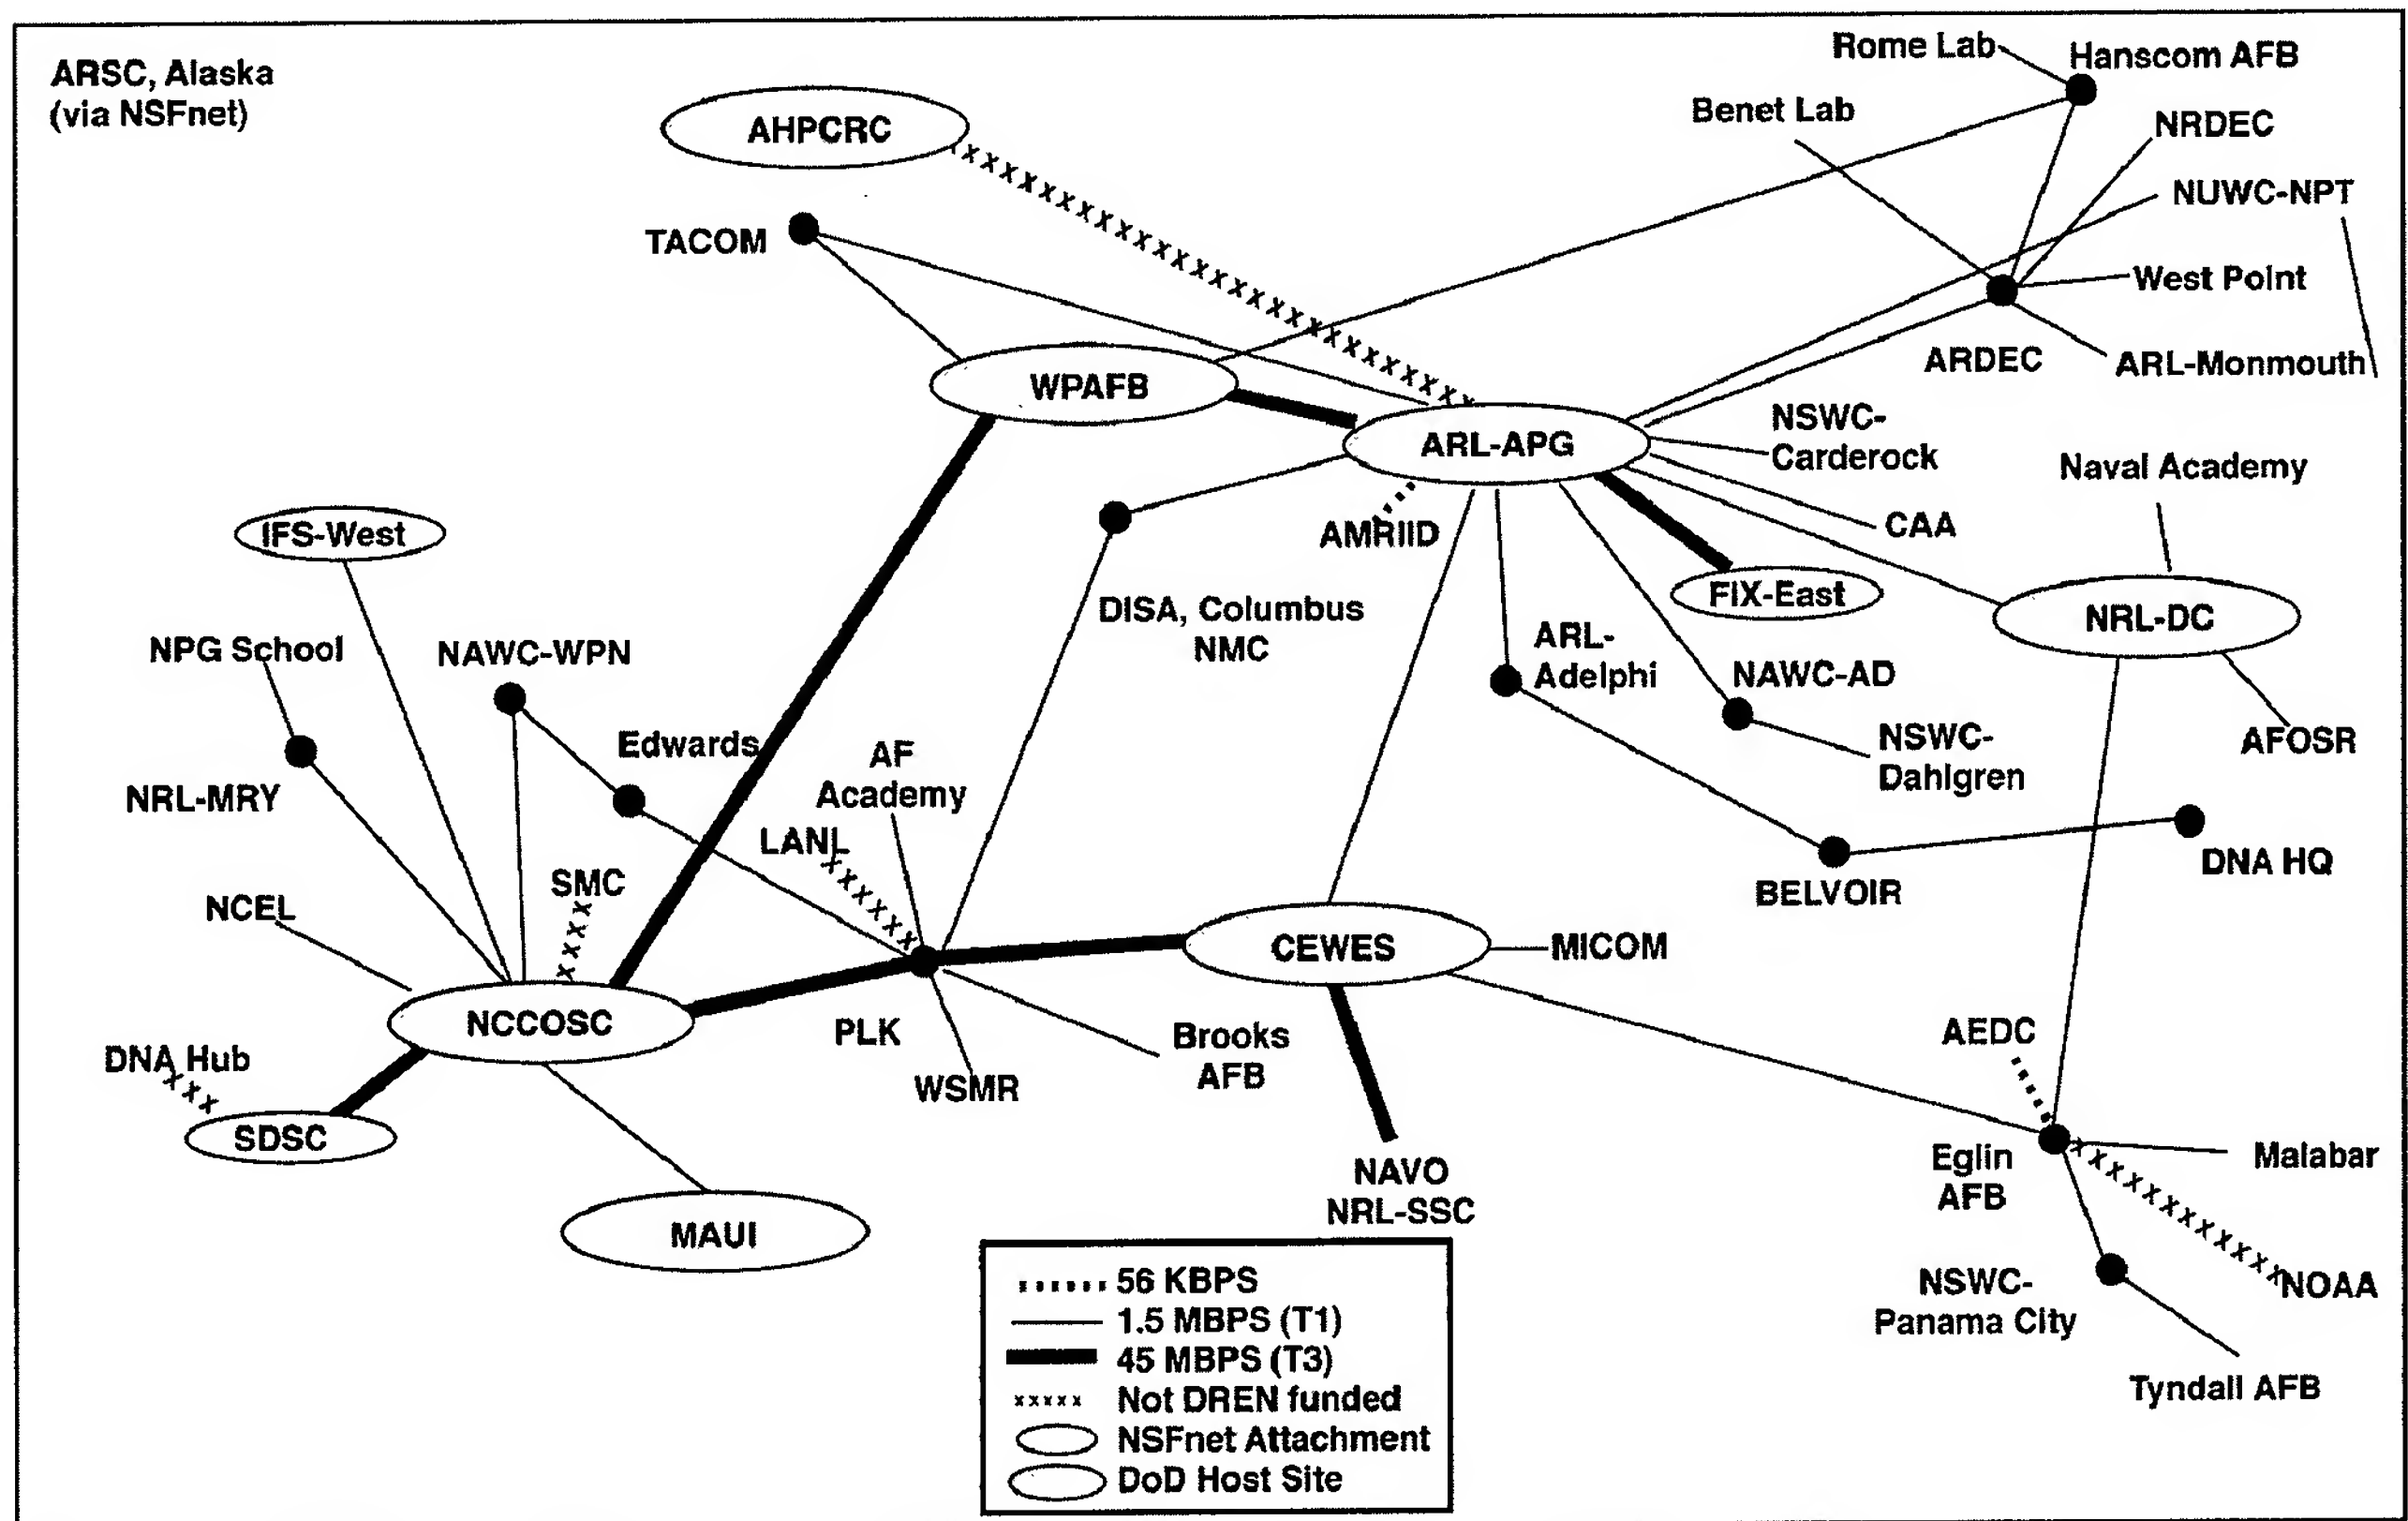 ARSC, Alaska
(via NSFnet)
Rome Lab
Hanscom AFB
AHPCRC
Benet Lab
NRDEC
NUWC-NPT
TACOM
West Point
ARDEC
ARL-Monmouth
WPAFB
ARL-APG
NSWC-
Carderock
Naval Academy
IFS-West
AMRIID
CAA
FIX-East
NRL-DC
DISA, Columbus
NMC
NPG School
NAWC-WPN
ARL-
Adelphi
NAWC-AD
Edwards
AF
Academy
NSWC-
Dahlgren
AFOSR
NRL-MRY
LANL
SMC
DNA HQ
BELVOIR
NCEL
CEWES
MICOM
NCCOSC
PLK
Brooks
AFB
WSMR
AEDC
DNA Hub
SDSC
NAVO
NRL-SSC
Eglin
AFB
Malabar
MAUI
NSWC-
Panama City
NOAA
Tyndall AFB
56 KBPS
1.5 MBPS (T1)
45 MBPS (T3)
xxxxx Not DREN funded
NSFnet Attachment
DoD Host Site